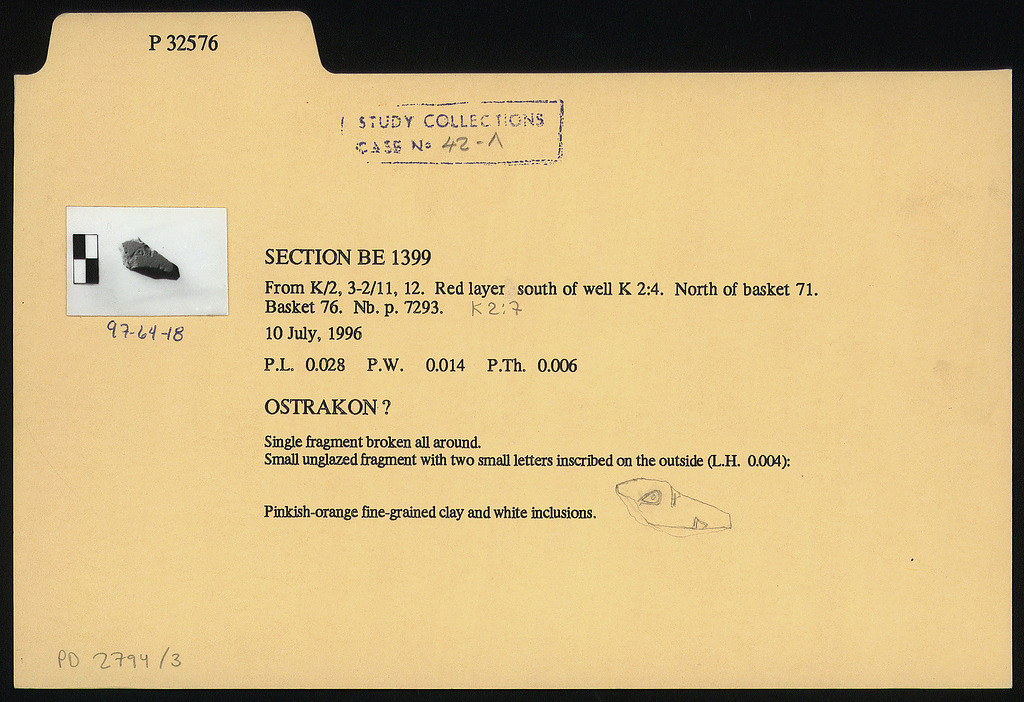 P 32576
STUDY COLLECTIONS
CASE No 42-Λ
SECTION BE 1399
From K/2, 3-2/11, 12. Red layer south of well K 2:4. North of basket 71.
Basket 76. Nb. p. 7293. K 2:7
97-64-18
10 July, 1996
P.L. 0.028 P.W. 0.014 P.Th. 0.006
OSTRAKON ?
Single fragment broken all around.
Small unglazed fragment with two small letters inscribed on the outside (L.H. 0.004):
Pinkish-orange fine-grained clay and white inclusions.
PD 2794/3